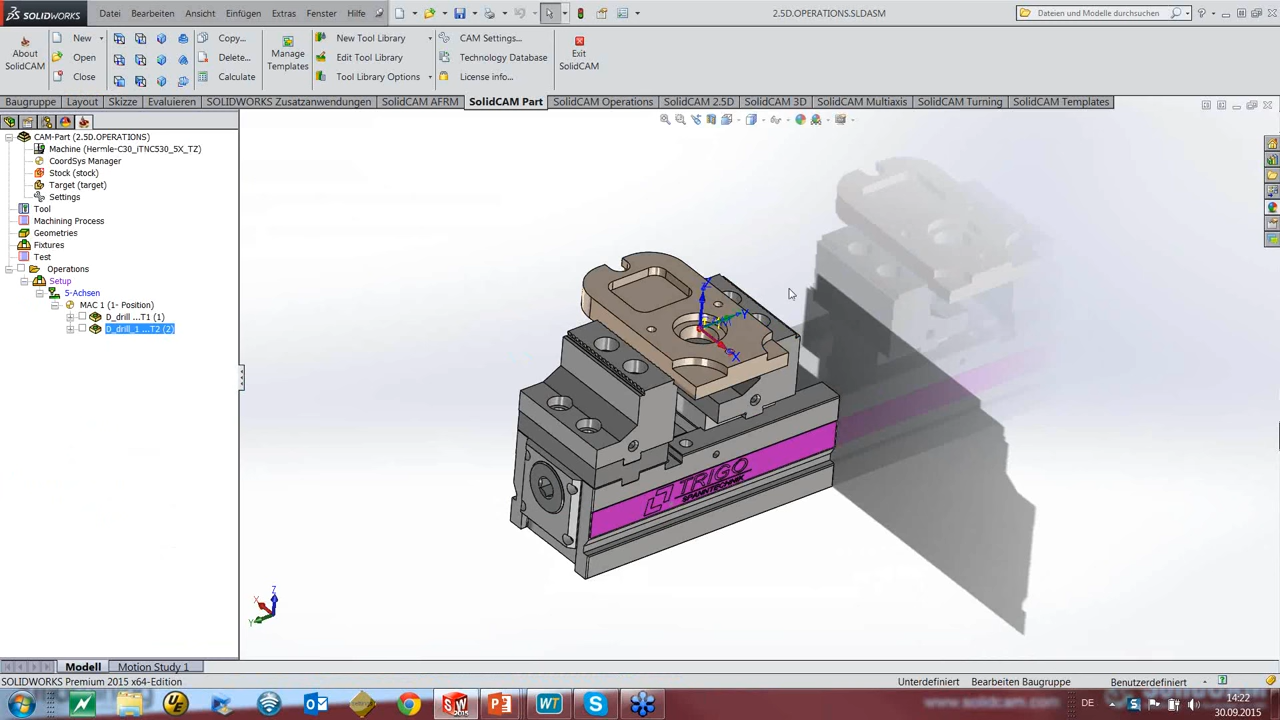 SOLIDWORKS
Datei Bearbeiten Ansicht Einfügen Extras Fenster Hilfe
2.5D.OPERATIONS.SLDASM
Dateien und Modelle durchsuchen
About SolidCAM
New
Open
Close
Copy...
Delete...
Calculate
Manage Templates
New Tool Library
Edit Tool Library
Tool Library Options
CAM Settings...
Technology Database
License info...
Exit SolidCAM
Baugruppe Layout Skizze Evaluieren SOLIDWORKS Zusatzanwendungen SolidCAM AFRM SolidCAM Part SolidCAM Operations SolidCAM 2.5D SolidCAM 3D SolidCAM Multiaxis SolidCAM Turning SolidCAM Templates
CAM-Part (2.5D.OPERATIONS)
Machine (Hermle-C30_iTNC530_5X_TZ)
CoordSys Manager
Stock (stock)
Target (target)
Settings
Tool
Machining Process
Geometries
Fixtures
Test
Operations
Setup
5-Achsen
MAC 1 (1- Position)
D_drill ...T1 (1)
D_drill_1 ...T2 (2)
Z
Y
X
TRIGO
SPANNTECHNIK
Z
X
Y
Modell Motion Study 1
SOLIDWORKS Premium 2015 x64-Edition
Unterdefiniert Bearbeiten Baugruppe Benutzerdefiniert
DE
14:22
30.09.2015